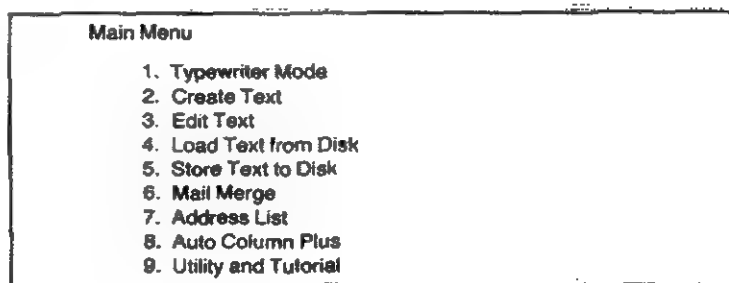 Main Menu
1. Typewriter Mode
2. Create Text
3. Edit Text
4. Load Text from Disk
5. Store Text to Disk
6. Mail Merge
7. Address List
8. Auto Column Plus
9. Utility and Tutorial